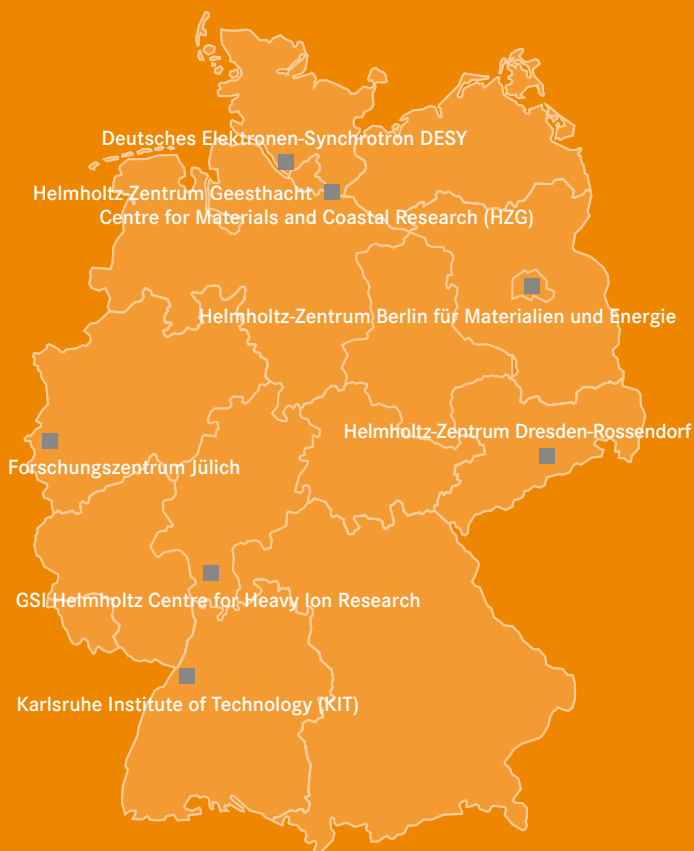 Deutsches Elektronen-Synchrotron DESY
Helmholtz-Zentrum Geesthacht
Centre for Materials and Coastal Research (HZG)
Helmholtz-Zentrum Berlin für Materialien und Energie
Helmholtz-Zentrum Dresden-Rossendorf
Forschungszentrum Jülich
GSI Helmholtz Centre for Heavy Ion Research
Karlsruhe Institute of Technology (KIT)